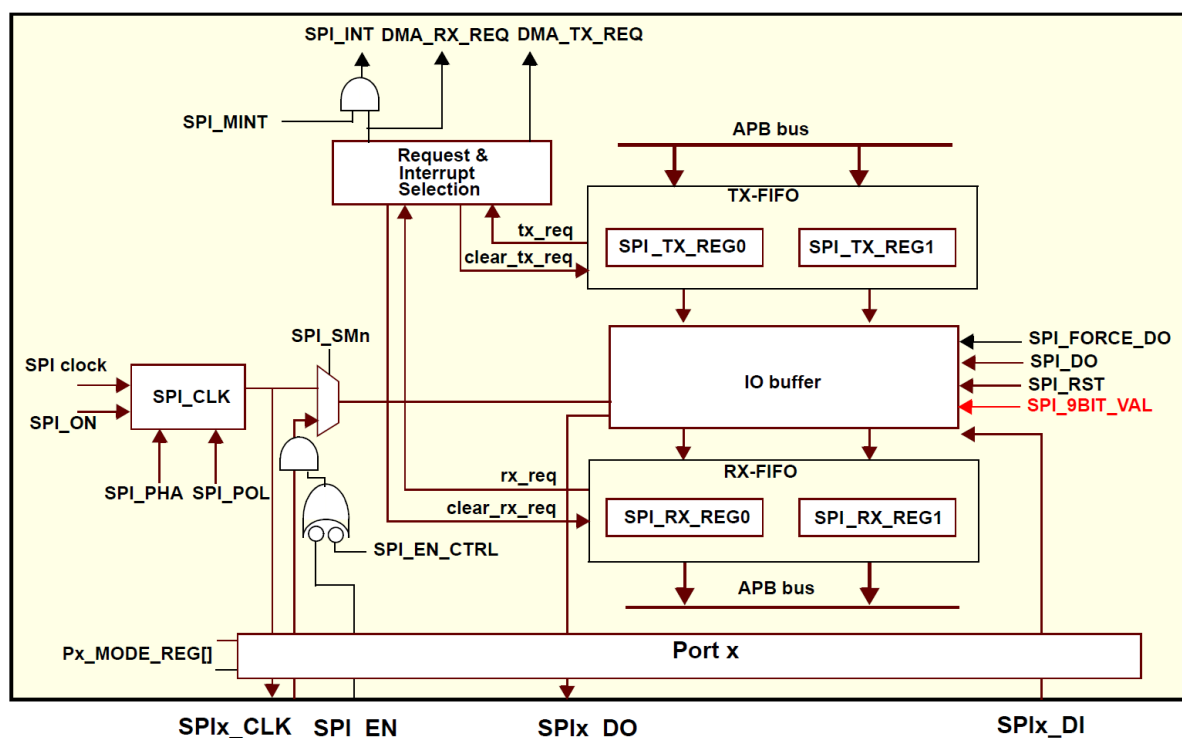 SPI_INT DMA_RX_REQ DMA_TX_REQ
SPI_MINT
APB bus
Request &
Interrupt
Selection
TX-FIFO
tx_req
SPI_TX_REG0
SPI_TX_REG1
clear_tx_req
SPI_SMn
SPI_FORCE_DO
SPI clock
SPI_DO
SPI_CLK
IO buffer
SPI_RST
SPI_9BIT_VAL
SPI_ON
SPI_PHA
SPI_POL
rx_req
RX-FIFO
clear_rx_req
SPI_RX_REG0
SPI_RX_REG1
SPI_EN_CTRL
APB bus
Px_MODE_REG[]
Port x
SPIx_CLK
SPI_EN
SPIx_DO
SPIx_DI